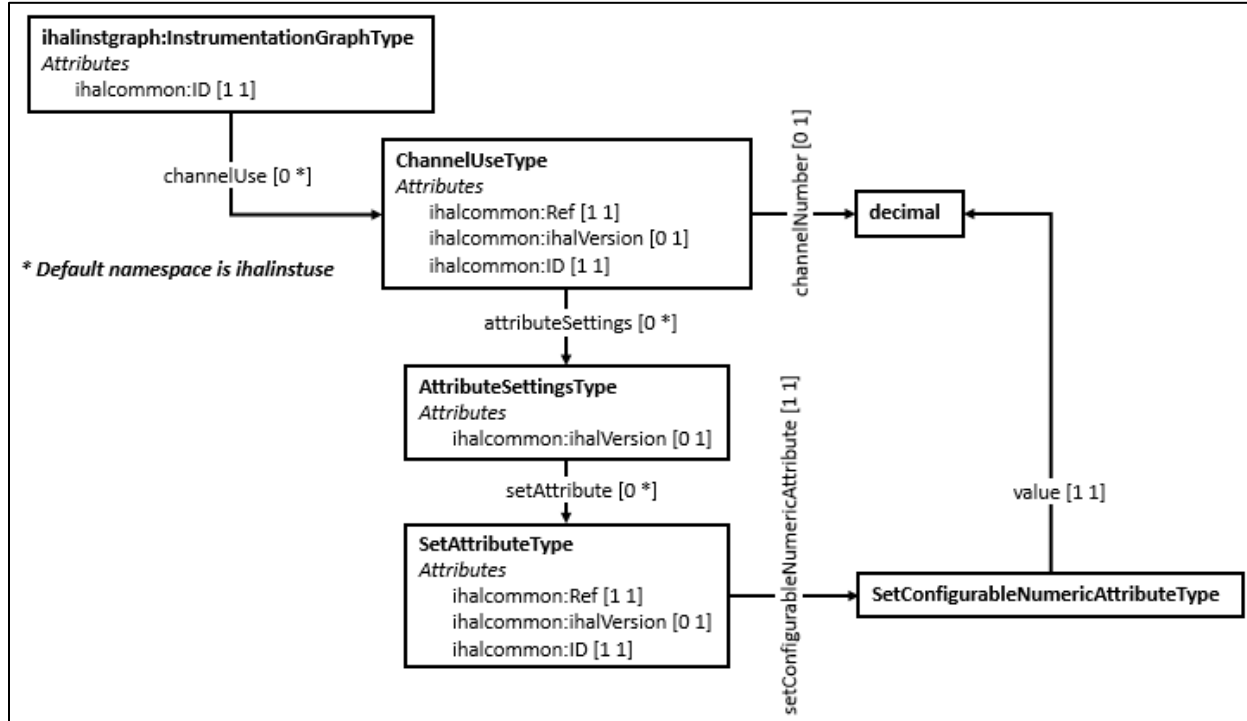 ihalinstgraph:InstrumentationGraphType
Attributes
ihalcommon:ID [1 1]
channelUse [0 *]
ChannelUseType
Attributes
ihalcommon:Ref [1 1]
ihalcommon:ihalVersion [0 1]
ihalcommon:ID [1 1]
channelNumber [0 1]
decimal
* Default namespace is ihalinstuse
attributeSettings [0 *]
AttributeSettingsType
Attributes
ihalcommon:ihalVersion [0 1]
setAttribute [0 *]
SetAttributeType
Attributes
ihalcommon:Ref [1 1]
ihalcommon:ihalVersion [0 1]
ihalcommon:ID [1 1]
setConfigurableNumericAttribute [1 1]
value [1 1]
SetConfigurableNumericAttributeType